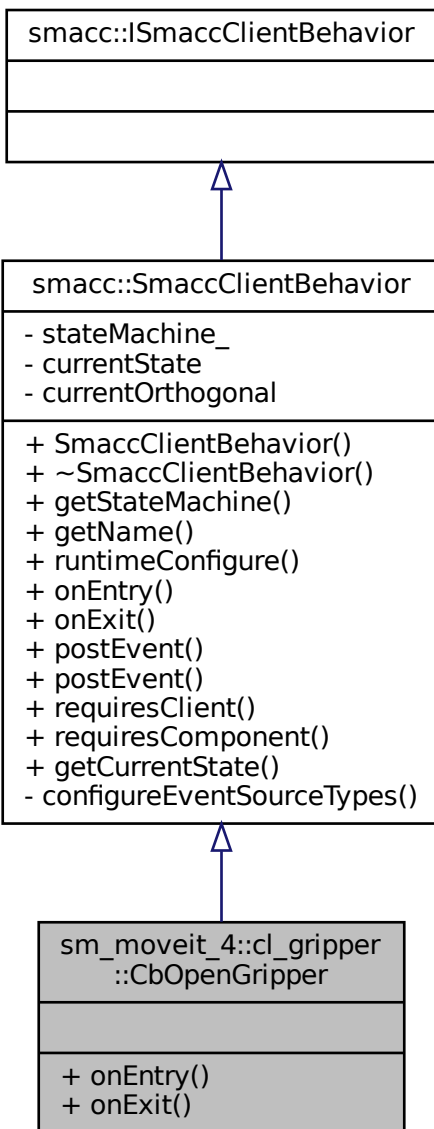 smacc::ISmaccClientBehavior
smacc::SmaccClientBehavior
- stateMachine_
- currentState
- currentOrthogonal
+ SmaccClientBehavior()
+ ~SmaccClientBehavior()
+ getStateMachine()
+ getName()
+ runtimeConfigure()
+ onEntry()
+ onExit()
+ postEvent()
+ postEvent()
+ requiresClient()
+ requiresComponent()
+ getCurrentState()
- configureEventSourceTypes()
sm_moveit_4::cl_gripper
::CbOpenGripper
+ onEntry()
+ onExit()